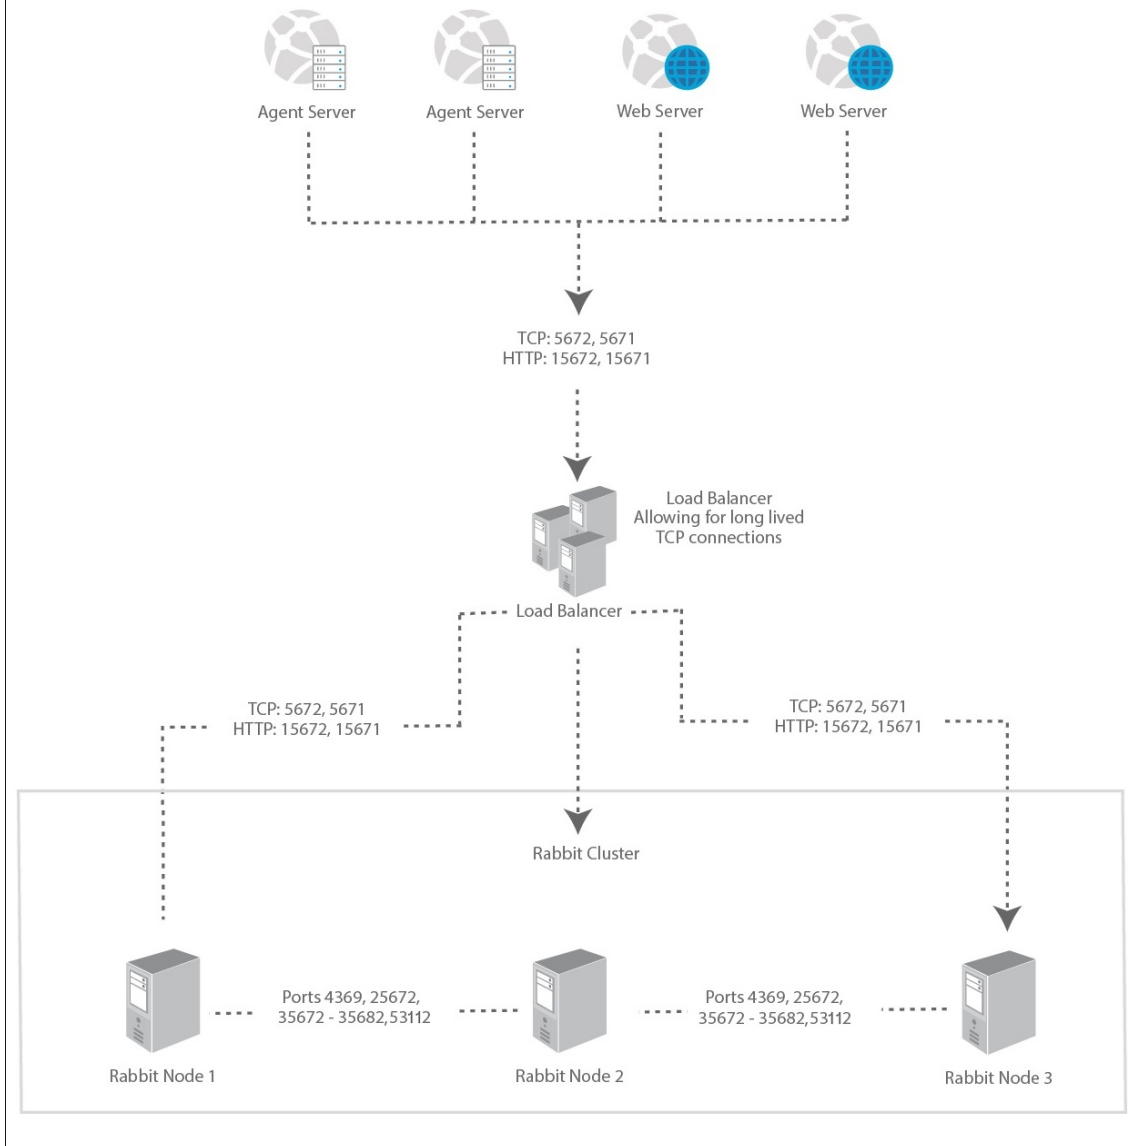 Agent Server
Agent Server
Web Server
Web Server
TCP: 5672, 5671
HTTP: 15672, 15671
Load Balancer
Allowing for long lived
TCP connections
Load Balancer
TCP: 5672, 5671
HTTP: 15672, 15671
TCP: 5672, 5671
HTTP: 15672, 15671
Rabbit Cluster
Ports 4369, 25672,
35672 - 35682,53112
Ports 4369, 25672,
35672 - 35682,53112
Rabbit Node 1
Rabbit Node 2
Rabbit Node 3